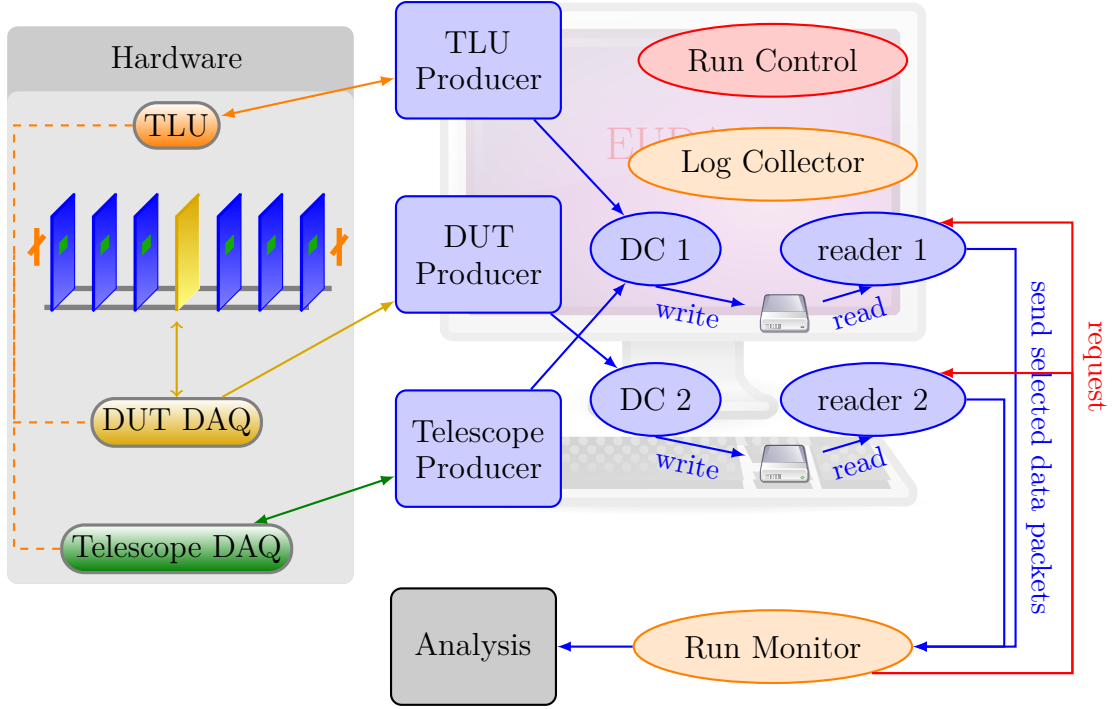 Hardware
TLU
DUT DAQ
Telescope DAQ
TLU
Producer
DUT
Producer
Telescope
Producer
Run Control
Log Collector
DC 1
reader 1
write
read
DC 2
reader 2
write
read
send selected data packets
request
Analysis
Run Monitor